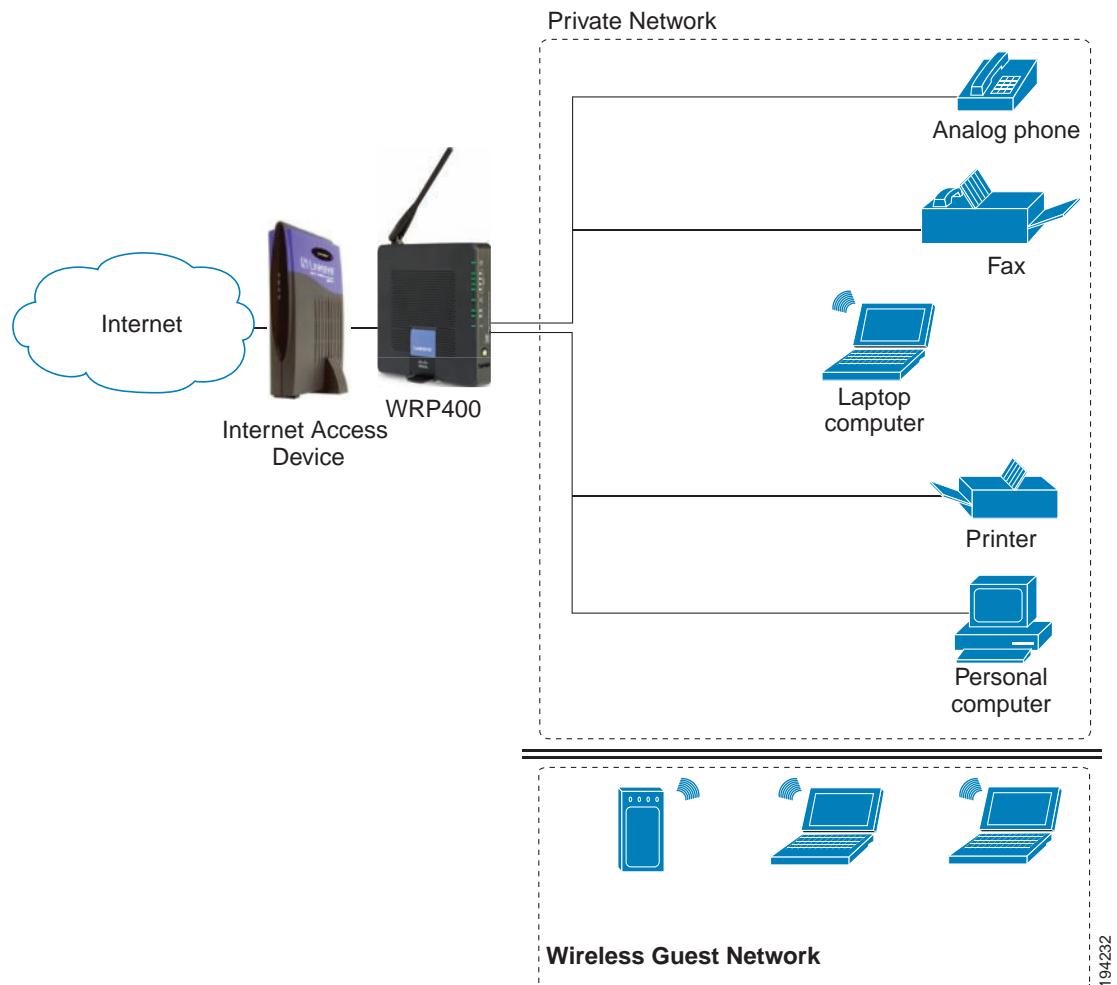 Private Network
Analog phone
Fax
Internet
Laptop
computer
WRP400
Internet Access
Device
Printer
Personal
computer
Wireless Guest Network
194232